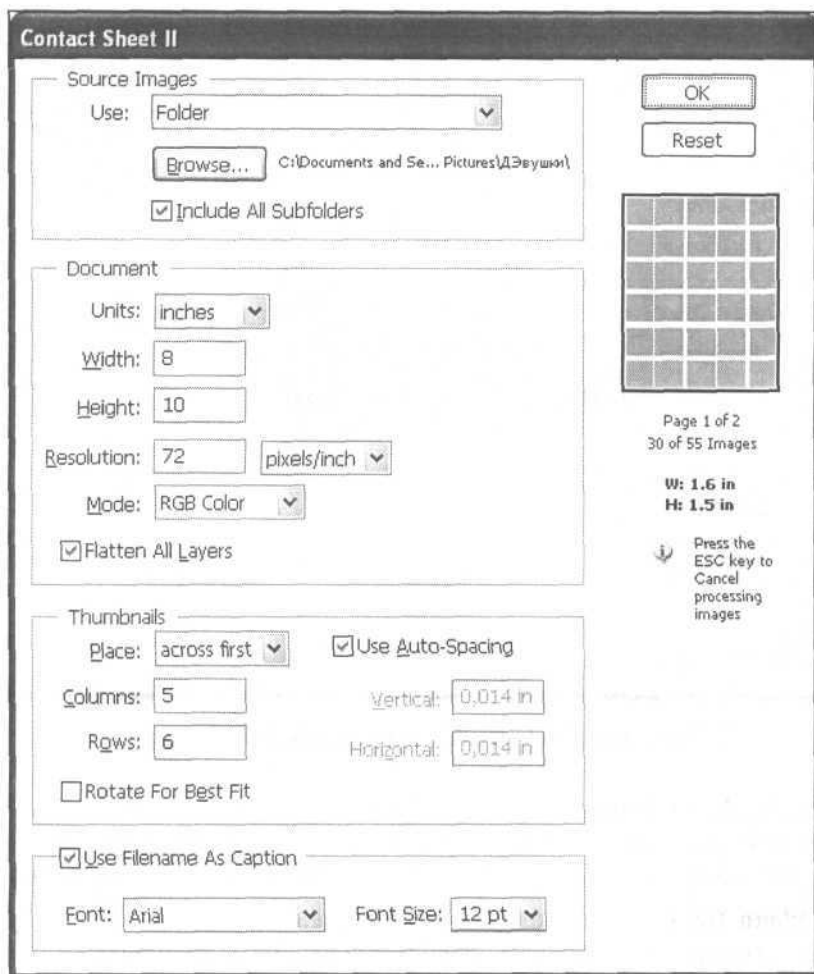 Contact Sheet II
Source Images
Use: Folder
Browse... C:\Documents and Se... Pictures\ДЭвушки\
Include All Subfolders
OK
Reset
Document
Units: inches
Width: 8
Height: 10
Resolution: 72 pixels/inch
Mode: RGB Color
Flatten All Layers
Page 1 of 2
30 of 55 Images
W: 1.6 in
H: 1.5 in
Press the
ESC key to
Cancel
processing
images
Thumbnails
Place: across first Use Auto-Spacing
Columns: 5 Vertical: 0,014 in
Rows: 6 Horizontal: 0,014 in
Rotate For Best Fit
Use Filename As Caption
Font: Arial Font Size: 12 pt